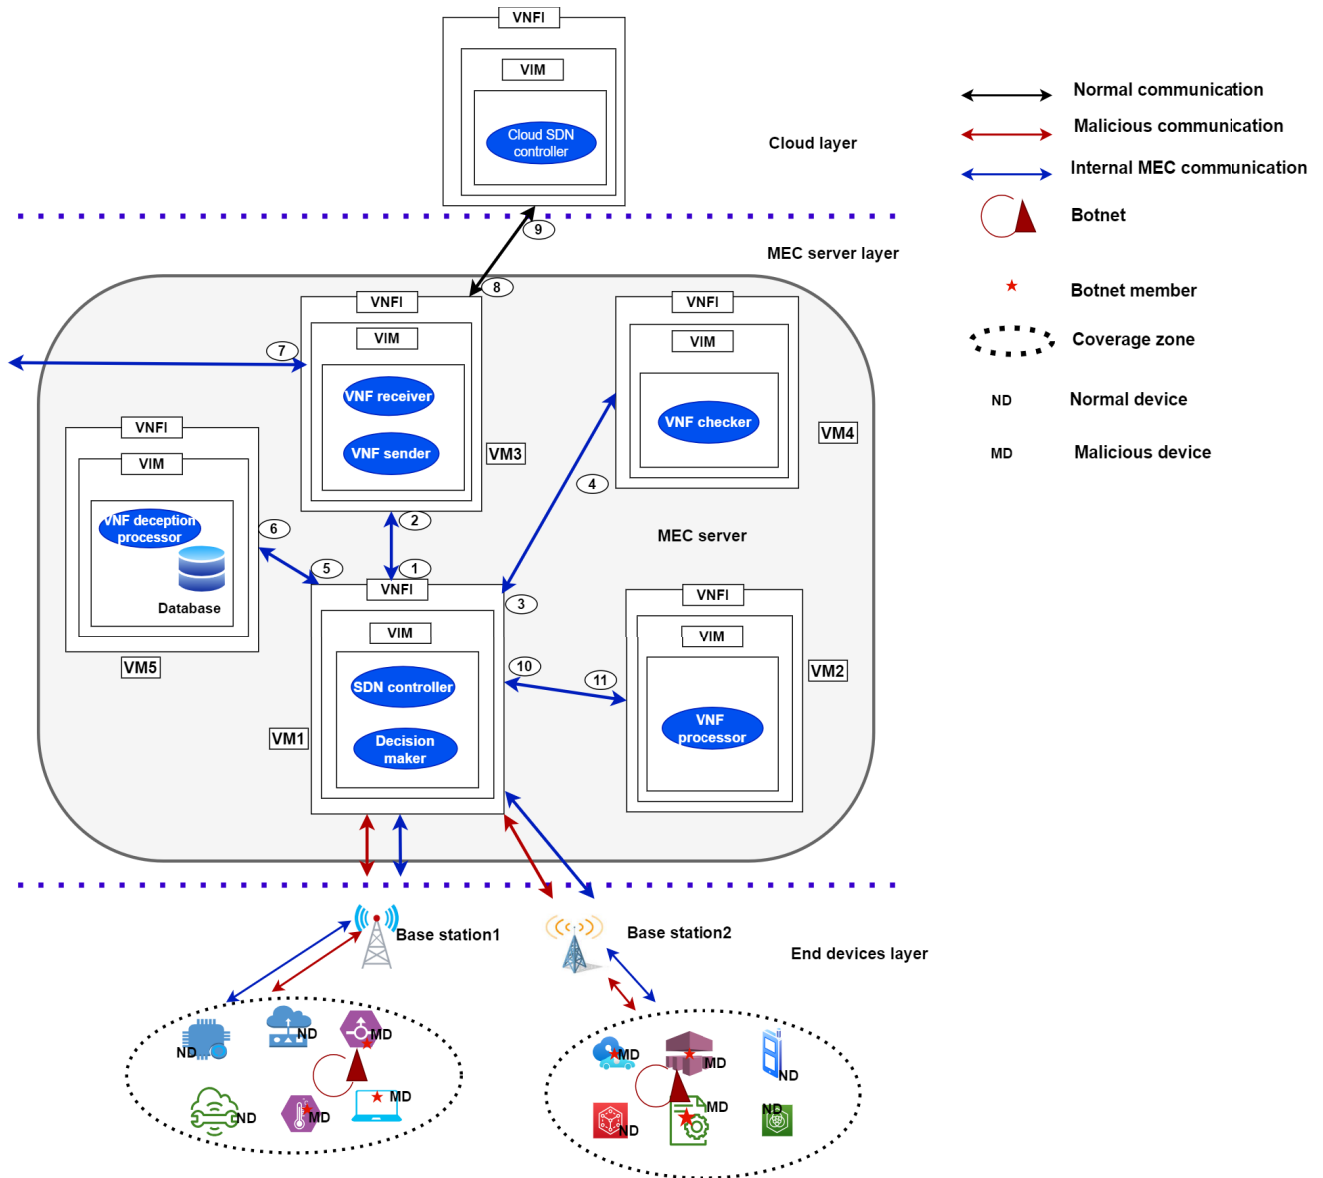 VNFI
VIM
Cloud SDN
controller
Cloud layer
Normal communication
Malicious communication
Internal MEC communication
Botnet
Botnet member
Coverage zone
ND
Normal device
MD
Malicious device
9
MEC server layer
8
VNFI
VIM
7
VNF receiver
VNF sender
VM3
VNFI
VIM
VNF checker
VM4
4
VNFI
VIM
VNF deception
processor
Database
VM5
6
5
2
1
MEC server
VNFI
VIM
3
10
11
SDN controller
Decision
maker
VM1
VNFI
VIM
VNF
processor
VM2
Base station1
Base station2
End devices layer
ND
ND
MD
ND
MD
MD
MD
MD
ND
ND
MD
ND